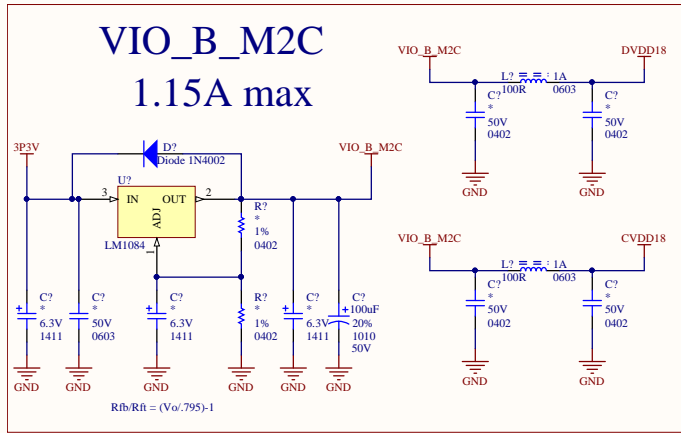 VIO_B_M2C
1.15A max
3P3V
D?
Diode 1N4002
VIO_B_M2C
U?
3
IN
OUT
2
ADJ
LM1084
1
R?
*
1%
0402
C?
*
6.3V
1411
C?
*
50V
0603
C?
*
6.3V
1411
R?
*
1%
0402
C?
*
6.3V
1411
C?
100uF
20%
1010
50V
GND
GND
GND
GND
GND
GND
Rfb/Rft = (Vo/.795)-1
VIO_B_M2C
DVDD18
L?
1A
100R
0603
C?
*
50V
0402
C?
*
50V
0402
GND
GND
VIO_B_M2C
CVDD18
L?
1A
100R
0603
C?
*
50V
0402
C?
*
50V
0402
GND
GND